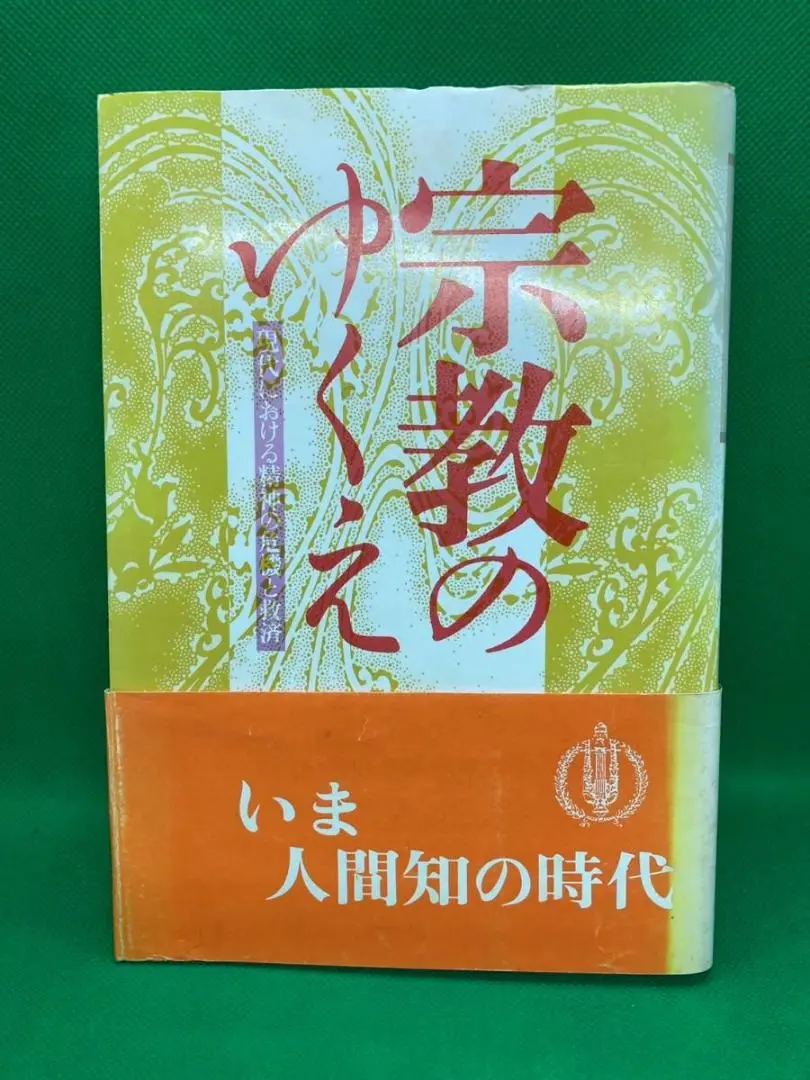 宗教の
ゆくえ
現代における精神の危機と救済
いま
人間知の時代